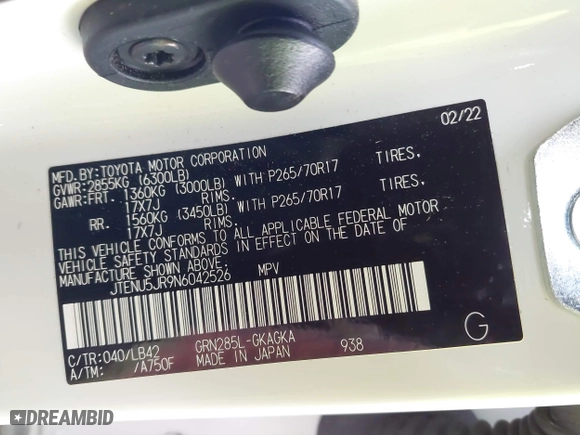 02/22
MFD.BY:TOYOTA MOTOR CORPORATION
GVWR:2855KG (6300LB)
GAWR:FRT. 1360KG (3000LB) WITH P265/70R17 TIRES,
17X7J RIMS.
RR. 1560KG (3450LB) WITH P265/70R17 TIRES,
17X7J RIMS.
THIS VEHICLE CONFORMS TO ALL APPLICABLE FEDERAL MOTOR
VEHICLE SAFETY STANDARDS IN EFFECT ON THE DATE OF
MANUFACTURE SHOWN ABOVE.
JTENU5JR9N6042526 MPV
C/TR:040/LB42 GRN285L-GKAGKA
A/TM: /A750F MADE IN JAPAN 938
G
DREAMBID